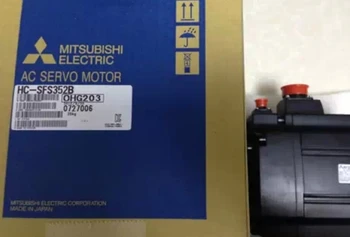 MITSUBISHI
ELECTRIC
AC SERVO MOTOR
HC-SFS352B
OHG203
0727006
MITSUBISHI ELECTRIC CORPORATION
MADE IN JAPAN